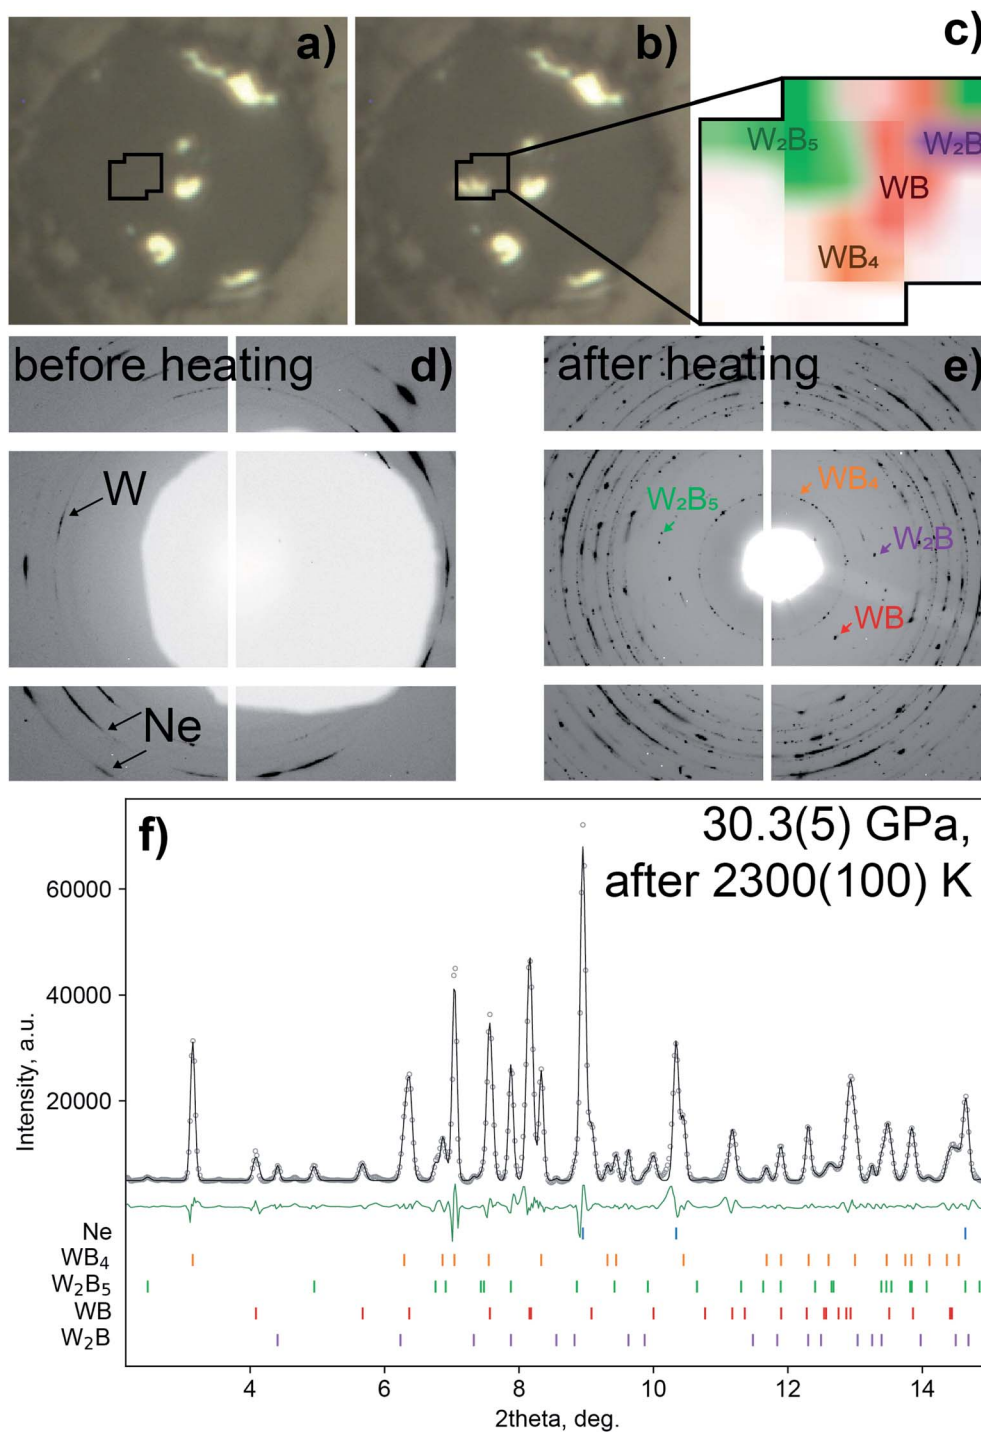 a)
b)
c)
W₂B₅
W₂B
WB
WB₄
before heating
d)
W
Ne
after heating
e)
WB₄
W₂B₅
W₂B
WB
f)
30.3(5) GPa,
after 2300(100) K
60000
40000
20000
Intensity, a.u.
Ne
WB₄
W₂B₅
WB
W₂B
4
6
8
10
12
14
2theta, deg.